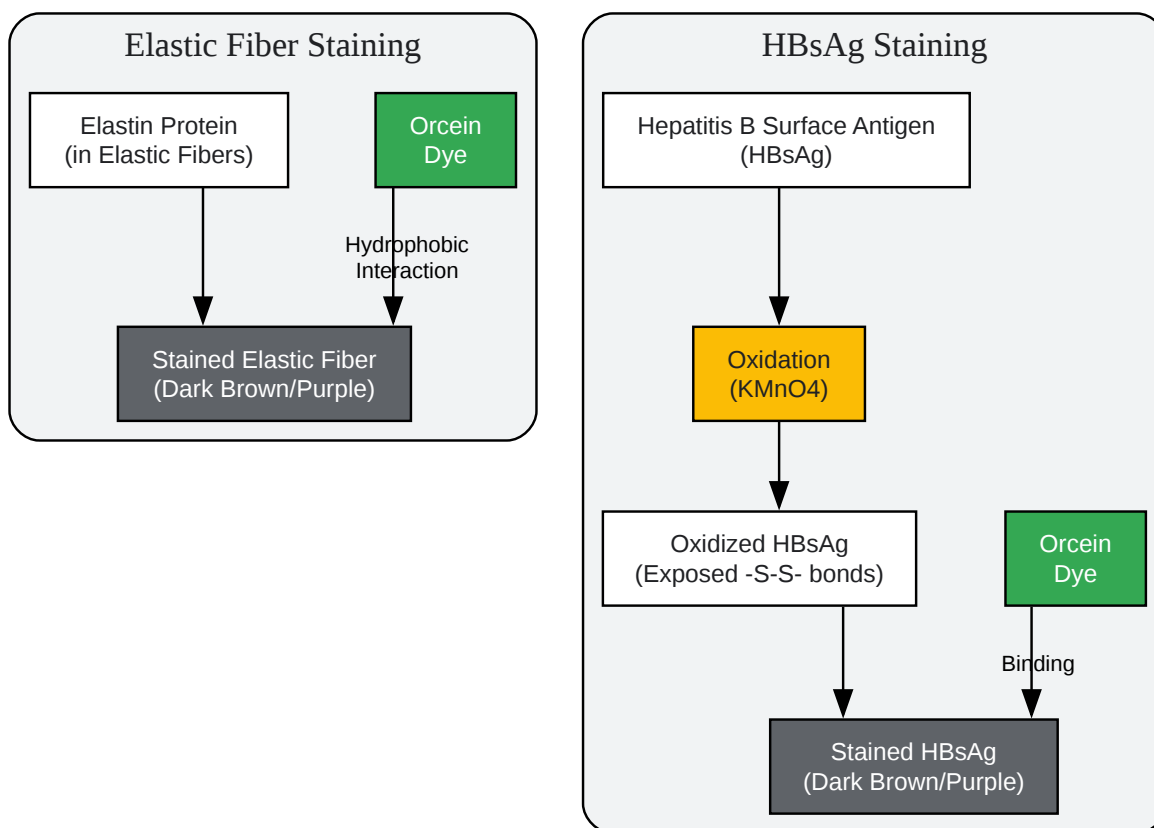 Elastic Fiber Staining
Elastin Protein
(in Elastic Fibers)
Orcein
Dye
Hydrophobic
Interaction
Stained Elastic Fiber
(Dark Brown/Purple)
HBsAg Staining
Hepatitis B Surface Antigen
(HBsAg)
Oxidation
(KMnO4)
Oxidized HBsAg
(Exposed -S-S- bonds)
Orcein
Dye
Binding
Stained HBsAg
(Dark Brown/Purple)